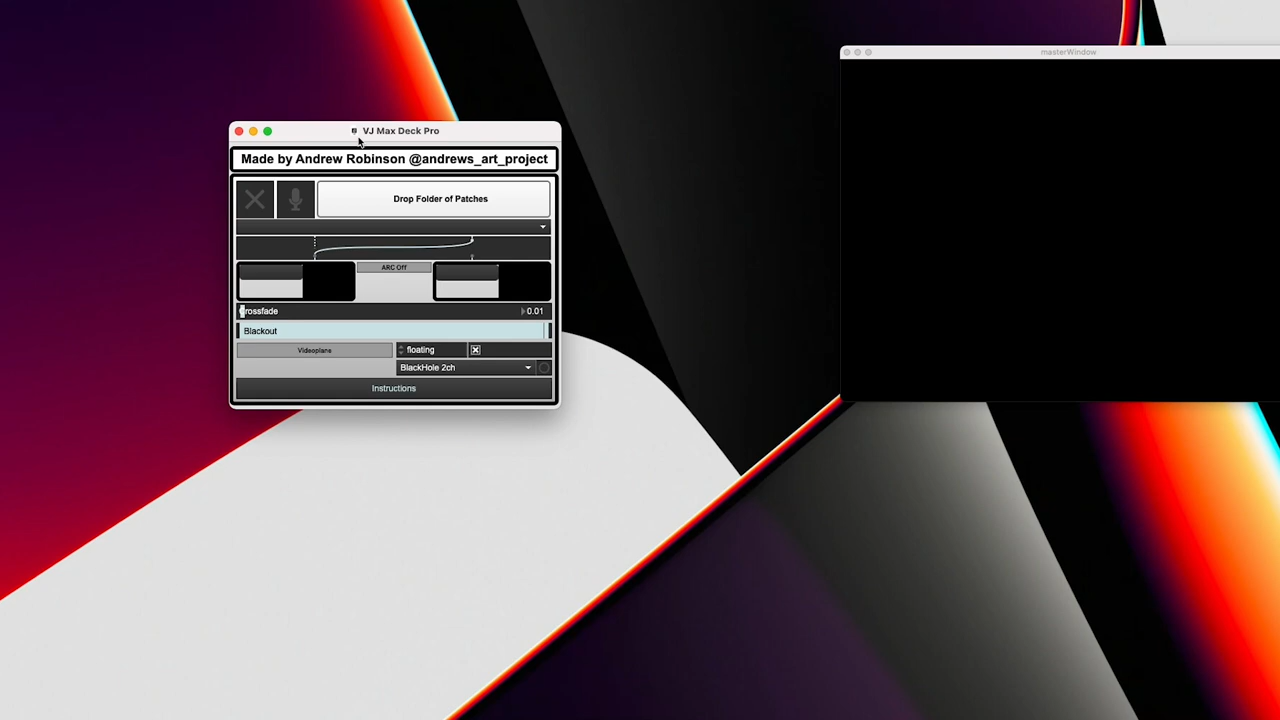 masterWindow
VJ Max Deck Pro
Made by Andrew Robinson @andrews_art_project
Drop Folder of Patches
ARC Off
rossfade 0.01
Blackout
Videoplane
floating
BlackHole 2ch
Instructions